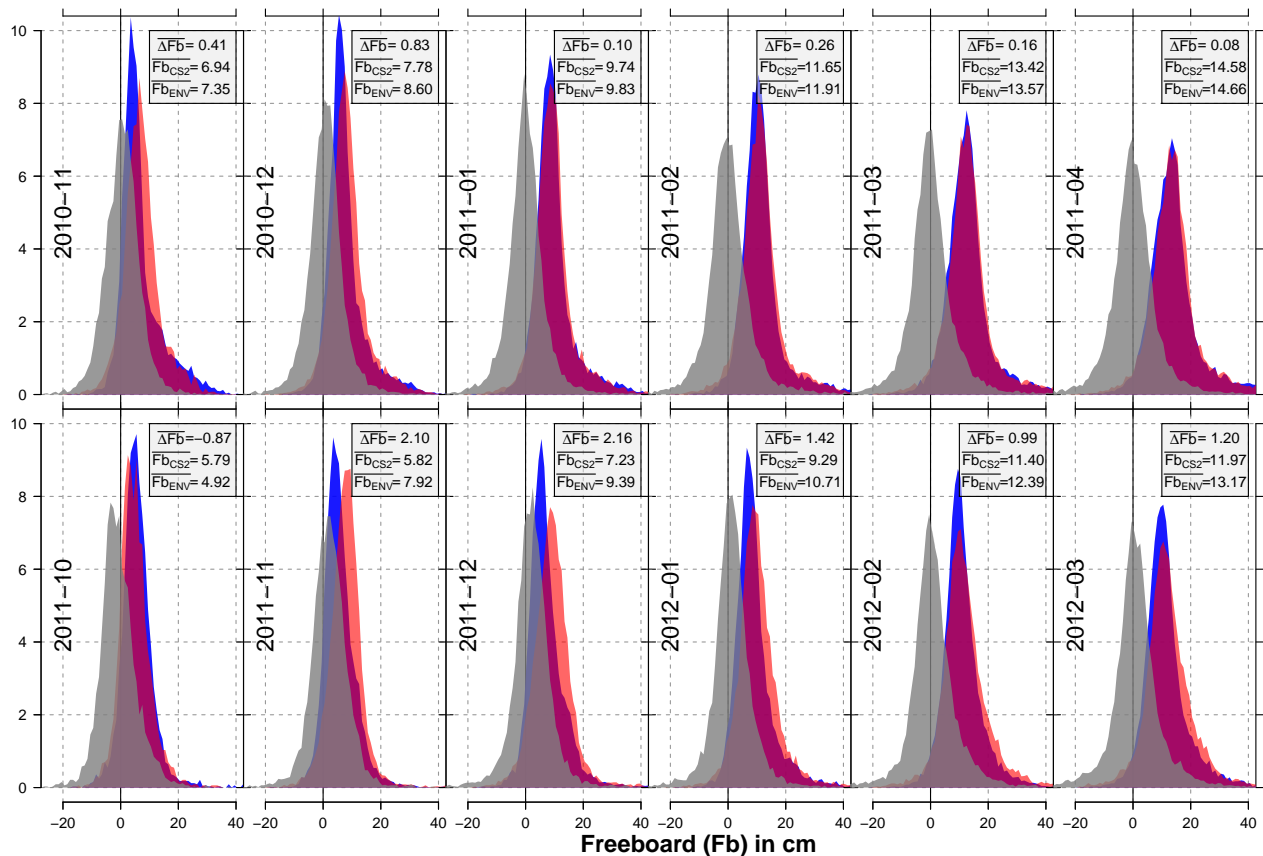 10
8
6
4
2
0
2010−11
ΔFb= 0.41
FbCS2=6.94
FbENV=7.35
2010−12
ΔFb= 0.83
FbCS2=7.78
FbENV=8.60
2011−01
ΔFb= 0.10
FbCS2=9.74
FbENV=9.83
2011−02
ΔFb= 0.26
FbCS2=11.65
FbENV=11.91
2011−03
ΔFb= 0.16
FbCS2=13.42
FbENV=13.57
2011−04
ΔFb= 0.08
FbCS2=14.58
FbENV=14.66
10
8
6
4
2
0
2011−10
ΔFb=−0.87
FbCS2=5.79
FbENV=4.92
2011−11
ΔFb= 2.10
FbCS2=5.82
FbENV=7.92
2011−12
ΔFb= 2.16
FbCS2=7.23
FbENV=9.39
2012−01
ΔFb= 1.42
FbCS2=9.29
FbENV=10.71
2012−02
ΔFb= 0.99
FbCS2=11.40
FbENV=12.39
2012−03
ΔFb= 1.20
FbCS2=11.97
FbENV=13.17
−20 0 20 40 −20 0 20 40 −20 0 20 40 −20 0 20 40 −20 0 20 40 −20 0 20 40
Freeboard (Fb) in cm